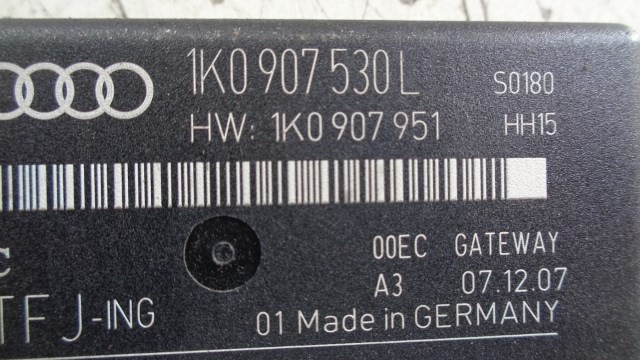 1K0 907 530 L S0180
HW: 1K0 907 951 HH15
00EC GATEWAY
A3 07.12.07
TF J-ING
01 Made in GERMANY